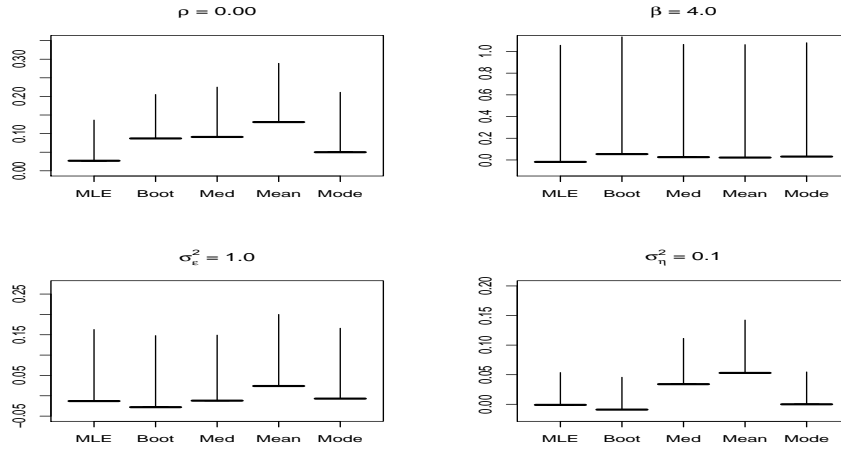 ρ = 0.00
0.30
0.20
0.10
0.00
MLE Boot Med Mean Mode
β = 4.0
1.0
0.8
0.6
0.4
0.2
0.0
MLE Boot Med Mean Mode
σ²_ε = 1.0
0.25
0.15
0.05
-0.05
MLE Boot Med Mean Mode
σ²_η = 0.1
0.20
0.15
0.10
0.05
0.00
MLE Boot Med Mean Mode